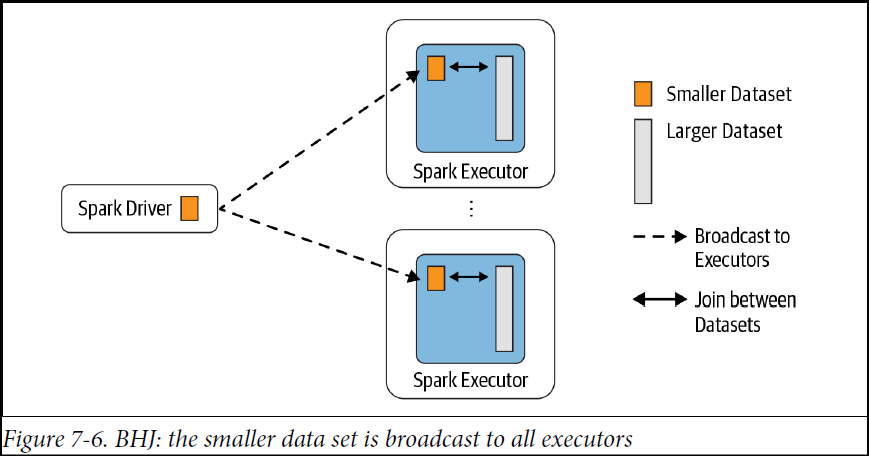 Spark Driver
Spark Executor
⋮
Spark Executor
Smaller Dataset
Larger Dataset
Broadcast to
Executors
Join between
Datasets
Figure 7-6. BHJ: the smaller data set is broadcast to all executors